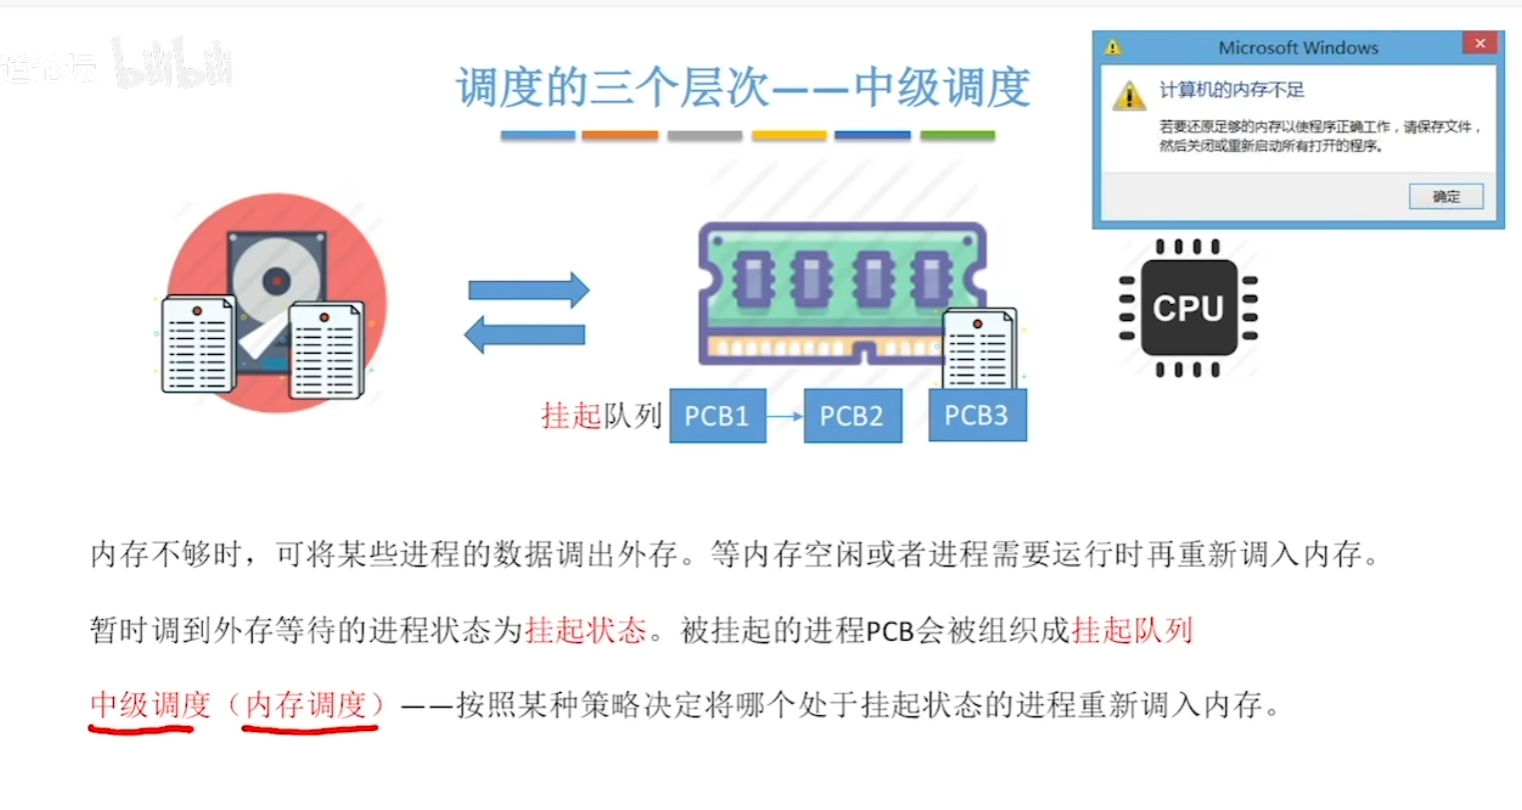 道论坛 bilibili
调度的三个层次——中级调度
Microsoft Windows
计算机的内存不足
若要还原足够的内存以使程序正确工作，请保存文件，
然后关闭或重新启动所有打开的程序。
确定
CPU
挂起队列 PCB1 PCB2 PCB3
内存不够时，可将某些进程的数据调出外存。等内存空闲或者进程需要运行时再重新调入内存。
暂时调到外存等待的进程状态为挂起状态。被挂起的进程PCB会被组织成挂起队列
中级调度（内存调度）——按照某种策略决定将哪个处于挂起状态的进程重新调入内存。